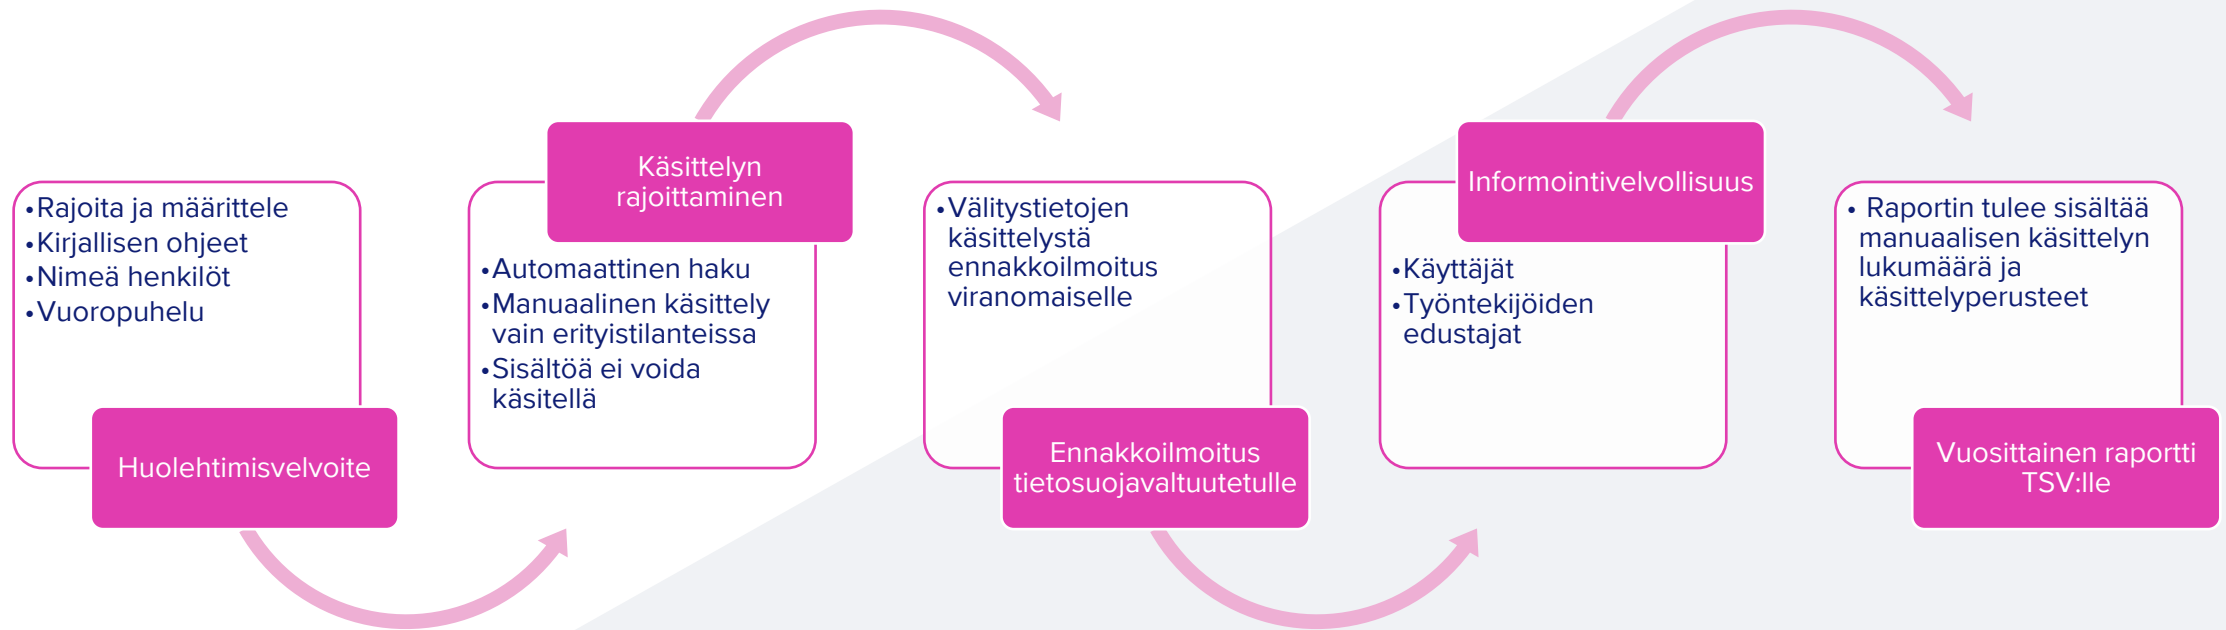 •Rajoita ja määrittele
•Kirjallisen ohjeet
•Nimeä henkilöt
•Vuoropuhelu
Huolehtimisvelvoite
Käsittelyn
rajoittaminen
•Automaattinen haku
•Manuaalinen käsittely
vain erityistilanteissa
•Sisältöä ei voida
käsitellä
•Välitystietojen
käsittelystä
ennakkoilmoitus
viranomaiselle
Ennakkoilmoitus
tietosuojavaltuutetulle
Informointivelvollisuus
•Käyttäjät
•Työntekijöiden
edustajat
• Raportin tulee sisältää
manuaalisen käsittelyn
lukumäärä ja
käsittelyperusteet
Vuosittainen raportti
TSV:lle